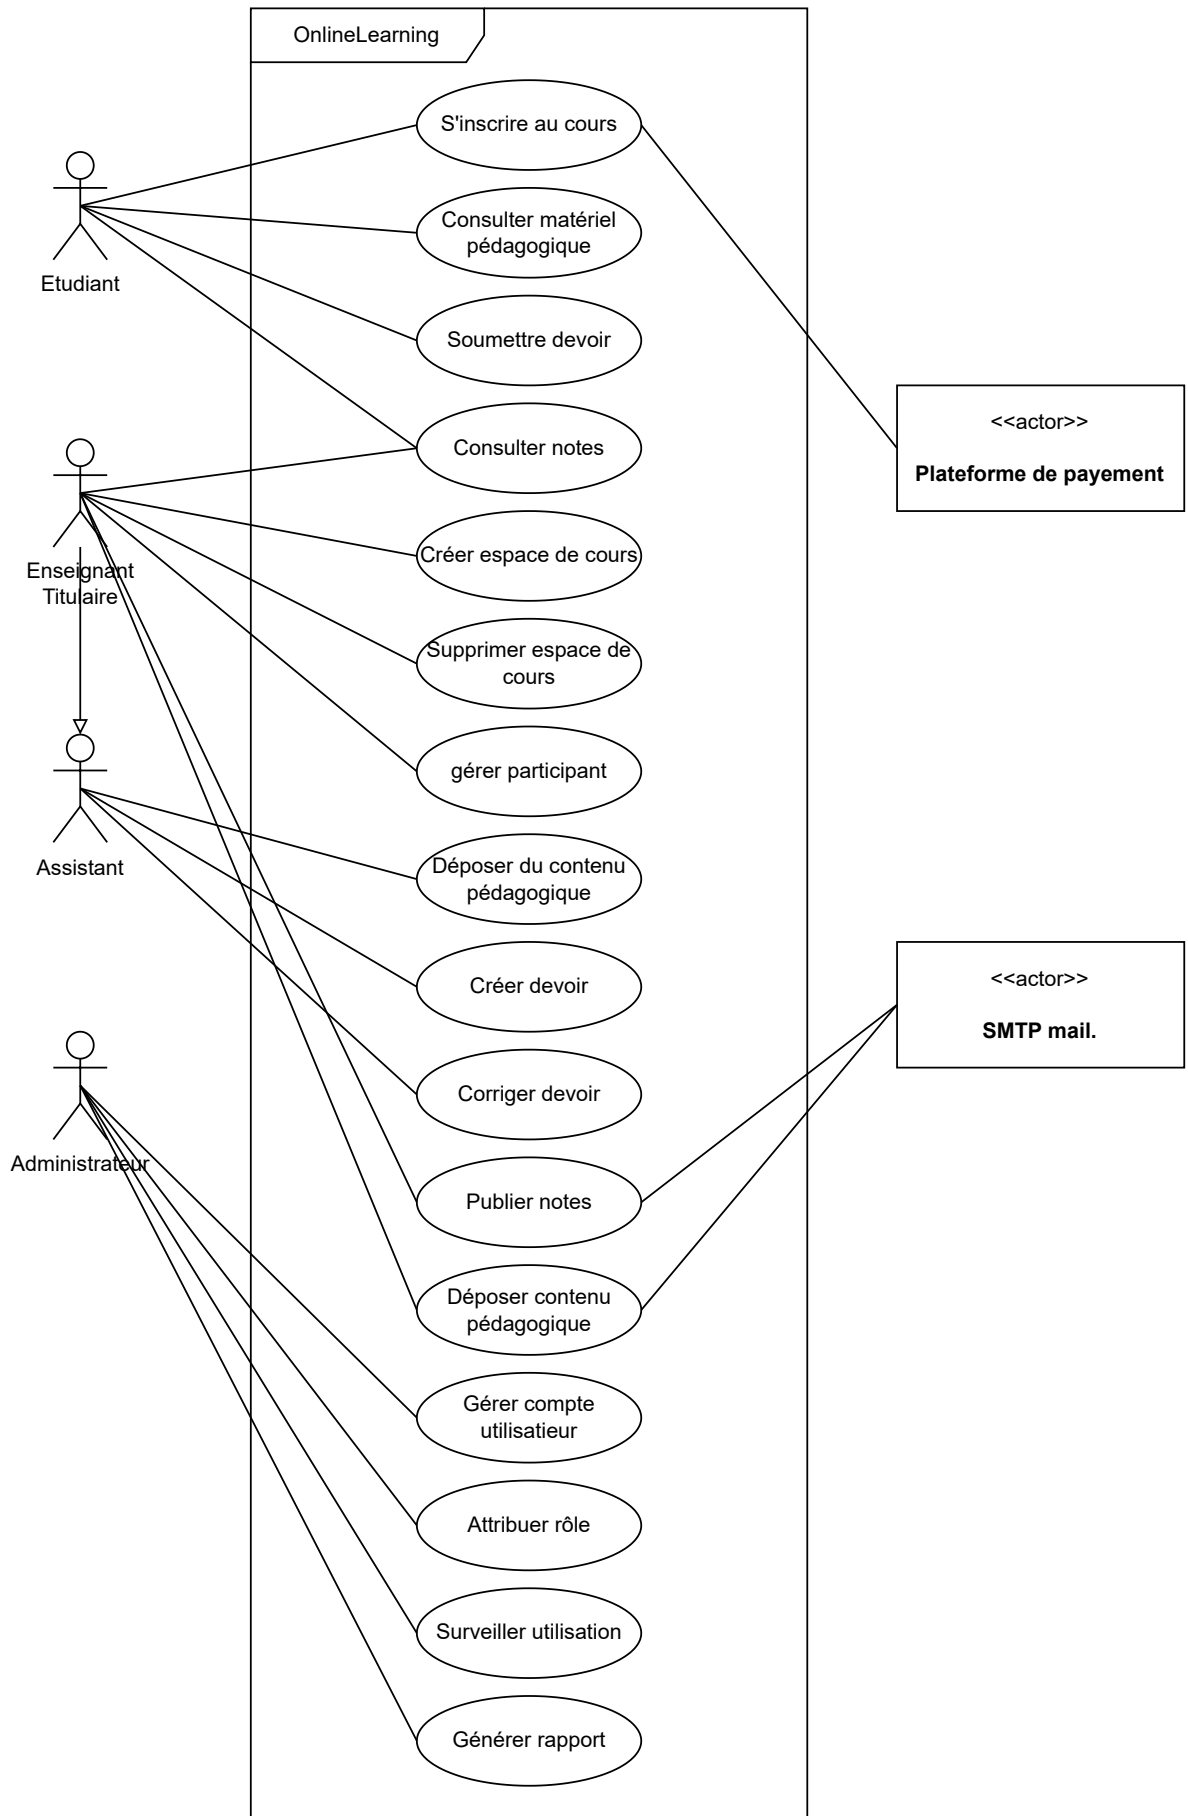 OnlineLearning
S'inscrire au cours
Consulter matériel
pédagogique
Etudiant
Soumettre devoir
<<actor>>
Plateforme de payement
Consulter notes
Créer espace de cours
Enseignant
Titulaire
Supprimer espace de
cours
gérer participant
Assistant
Déposer du contenu
pédagogique
Créer devoir
<<actor>>
SMTP mail.
Corriger devoir
Administrateur
Publier notes
Déposer contenu
pédagogique
Gérer compte
utilisatieur
Attribuer rôle
Surveiller utilisation
Générer rapport